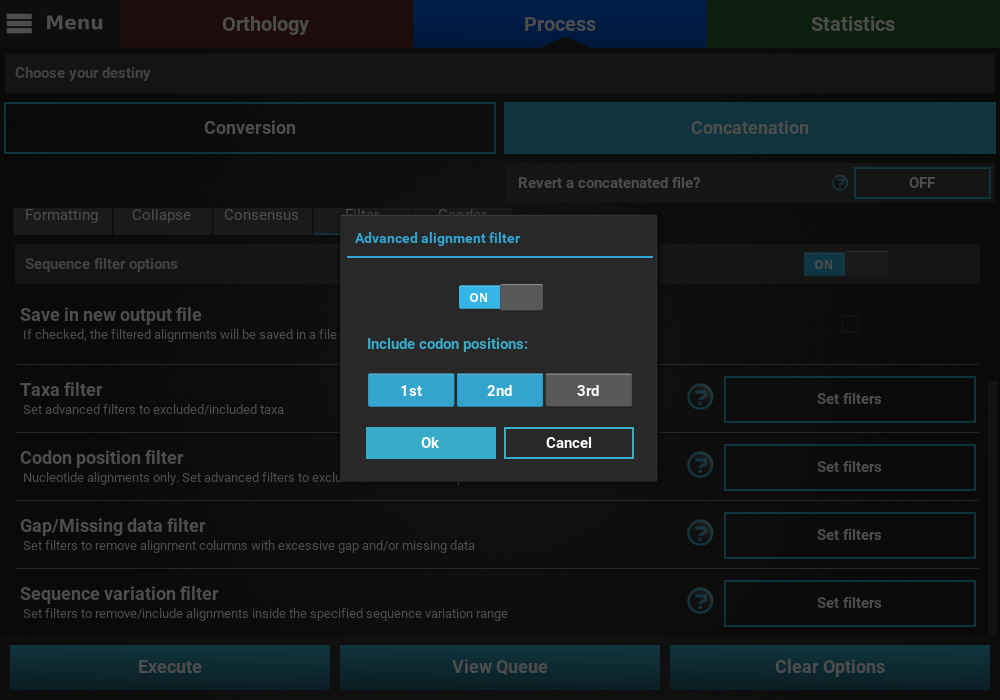 Menu
Orthology
Process
Statistics
Choose your destiny
Conversion
Concatenation
Revert a concatenated file?
?
OFF
Formatting
Collapse
Consensus
Filter
Gcoder
Advanced alignment filter
Sequence filter options
ON
ON
Save in new output file
If checked, the filtered alignments will be saved in a file
Include codon positions:
Taxa filter
Set advanced filters to excluded/included taxa
1st
2nd
3rd
?
Set filters
Ok
Cancel
Codon position filter
Nucleotide alignments only. Set advanced filters to
?
Set filters
Gap/Missing data filter
Set filters to remove alignment columns with excessive gap and/or missing data
?
Set filters
Sequence variation filter
Set filters to remove/include alignments inside the specified sequence variation range
?
Set filters
Execute
View Queue
Clear Options